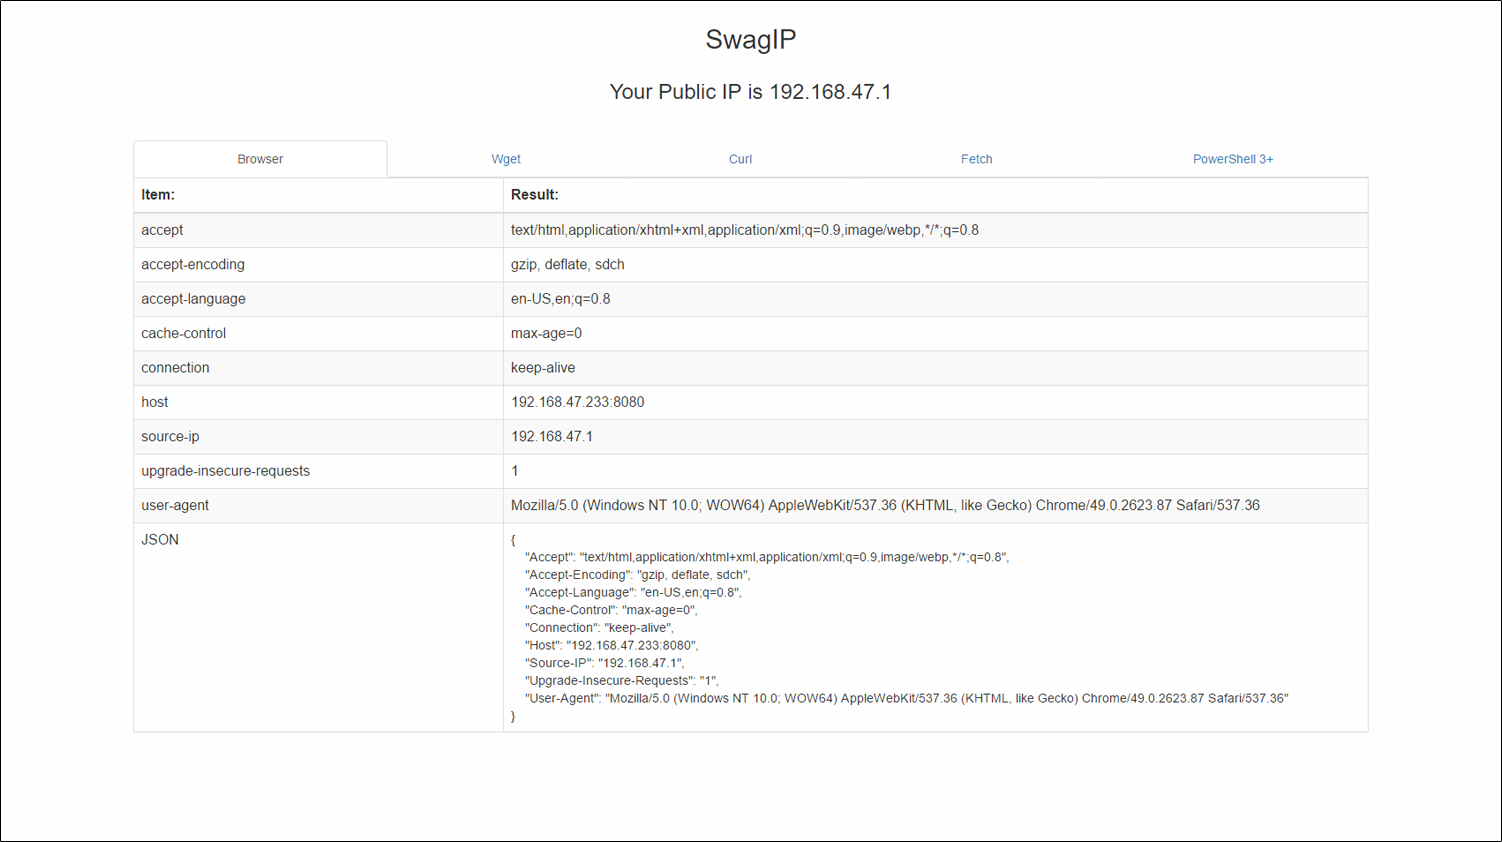 SwagIP
Your Public IP is 192.168.47.1
Browser Wget Curl Fetch PowerShell 3+
Item: Result:
accept text/html,application/xhtml+xml,application/xml;q=0.9,image/webp,*/*;q=0.8
accept-encoding gzip, deflate, sdch
accept-language en-US,en;q=0.8
cache-control max-age=0
connection keep-alive
host 192.168.47.233:8080
source-ip 192.168.47.1
upgrade-insecure-requests 1
user-agent Mozilla/5.0 (Windows NT 10.0; WOW64) AppleWebKit/537.36 (KHTML, like Gecko) Chrome/49.0.2623.87 Safari/537.36
JSON {
"Accept": "text/html,application/xhtml+xml,application/xml;q=0.9,image/webp,*/*;q=0.8",
"Accept-Encoding": "gzip, deflate, sdch",
"Accept-Language": "en-US,en;q=0.8",
"Cache-Control": "max-age=0",
"Connection": "keep-alive",
"Host": "192.168.47.233:8080",
"Source-IP": "192.168.47.1",
"Upgrade-Insecure-Requests": "1",
"User-Agent": "Mozilla/5.0 (Windows NT 10.0; WOW64) AppleWebKit/537.36 (KHTML, like Gecko) Chrome/49.0.2623.87 Safari/537.36"
}